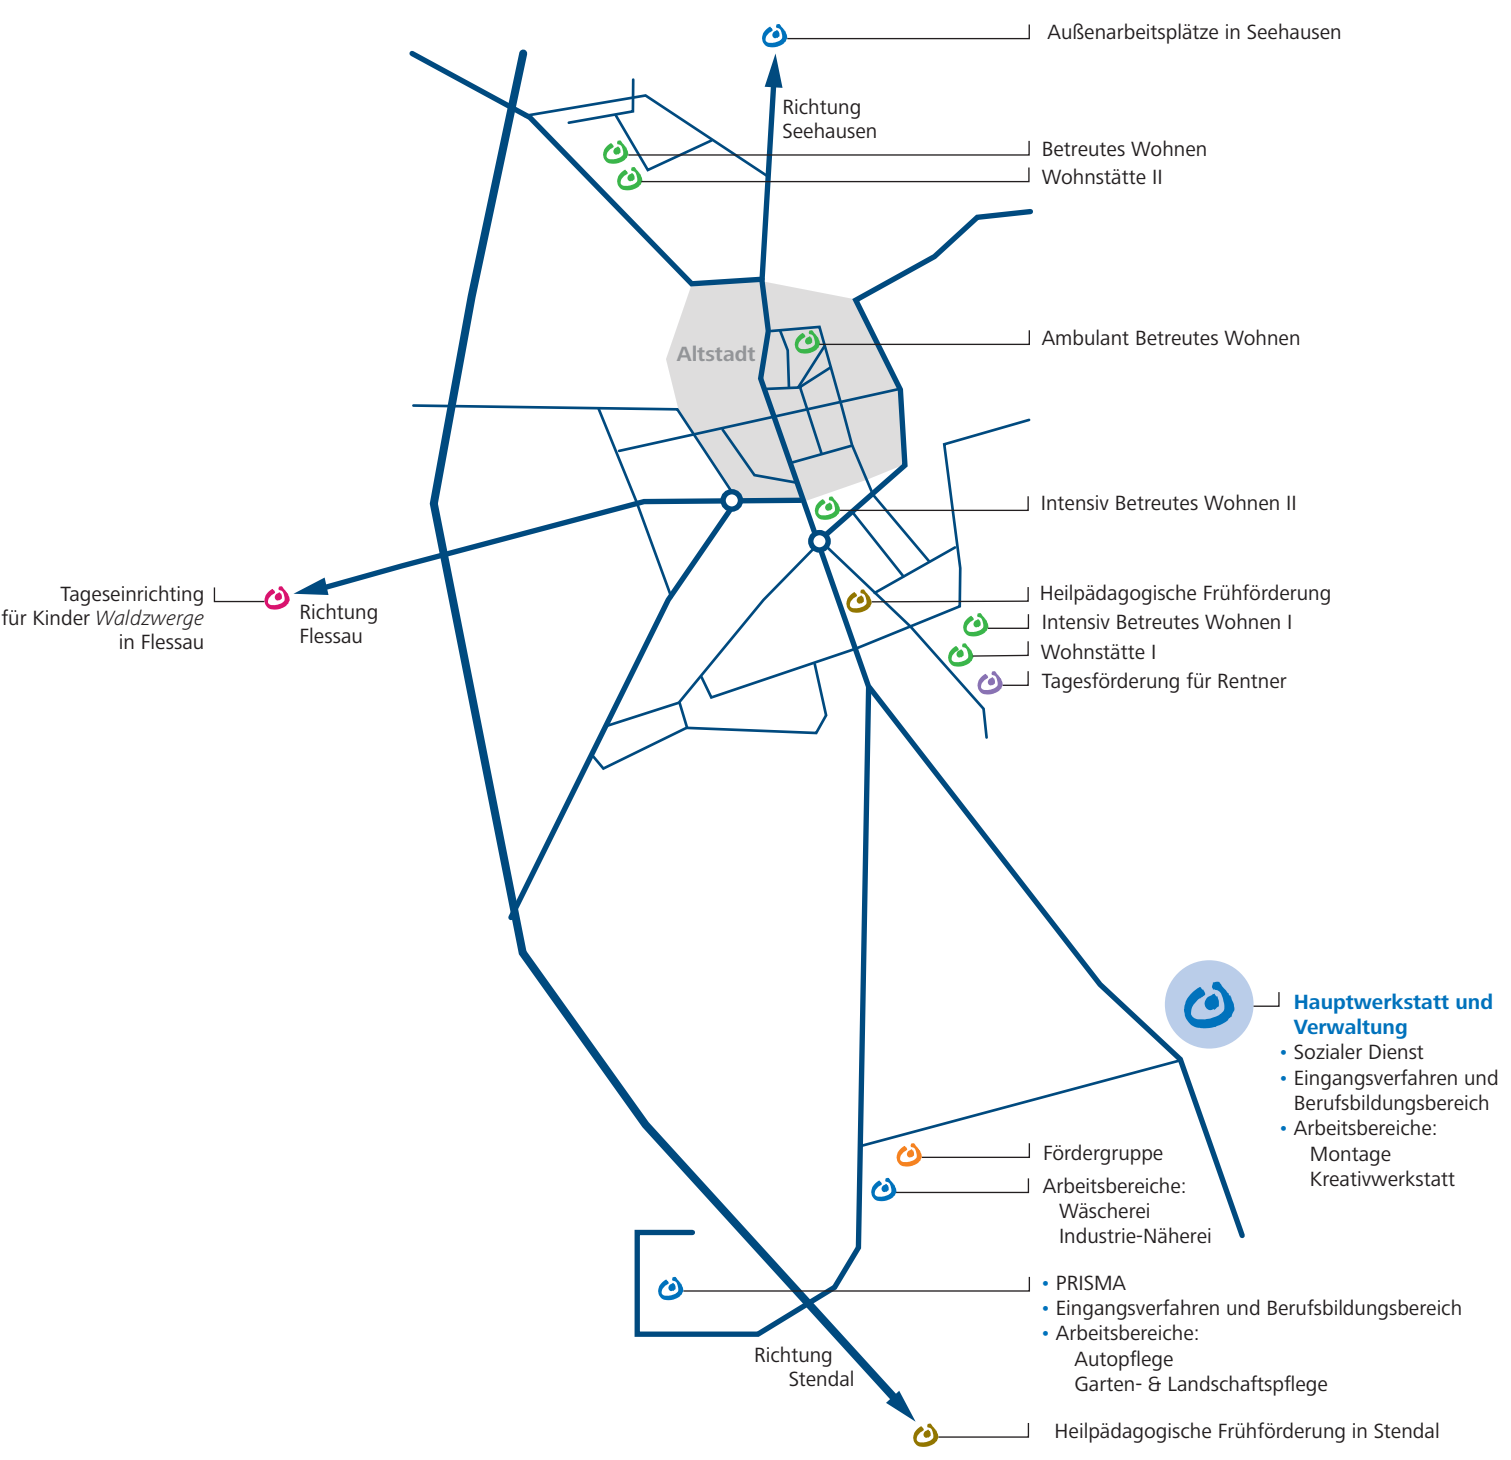 Außenarbeitsplätze in Seehausen
Richtung
Seehausen
Betreutes Wohnen
Wohnstätte II
Ambulant Betreutes Wohnen
Altstadt
Intensiv Betreutes Wohnen II
Tageseinrichting
für Kinder Waldzwerge
in Flessau
Richtung
Flessau
Heilpädagogische Frühförderung
Intensiv Betreutes Wohnen I
Wohnstätte I
Tagesförderung für Rentner
Hauptwerkstatt und
Verwaltung
• Sozialer Dienst
• Eingangsverfahren und
Berufsbildungsbereich
• Arbeitsbereiche:
Montage
Kreativwerkstatt
Fördergruppe
Arbeitsbereiche:
Wäscherei
Industrie-Näherei
• PRISMA
• Eingangsverfahren und Berufsbildungsbereich
• Arbeitsbereiche:
Autopflege
Garten- & Landschaftspflege
Richtung
Stendal
Heilpädagogische Frühförderung in Stendal